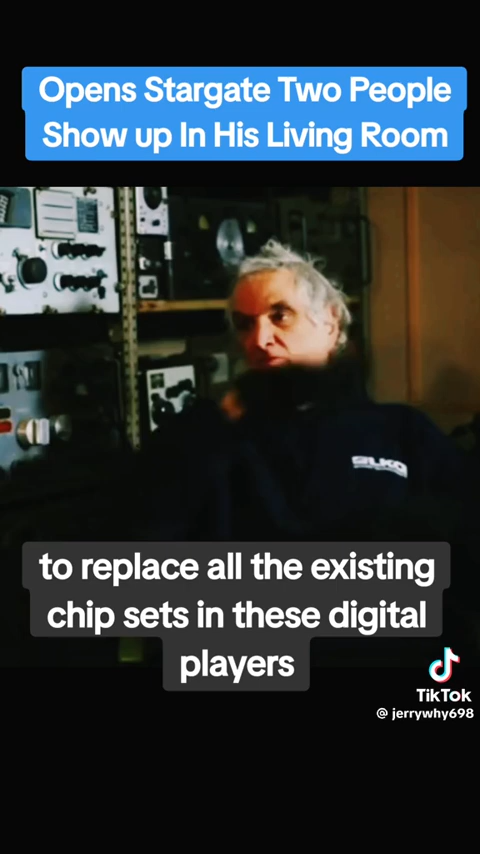 Opens Stargate Two People
Show up In His Living Room
to replace all the existing
chip sets in these digital
players
TikTok
@ jerrywhy698